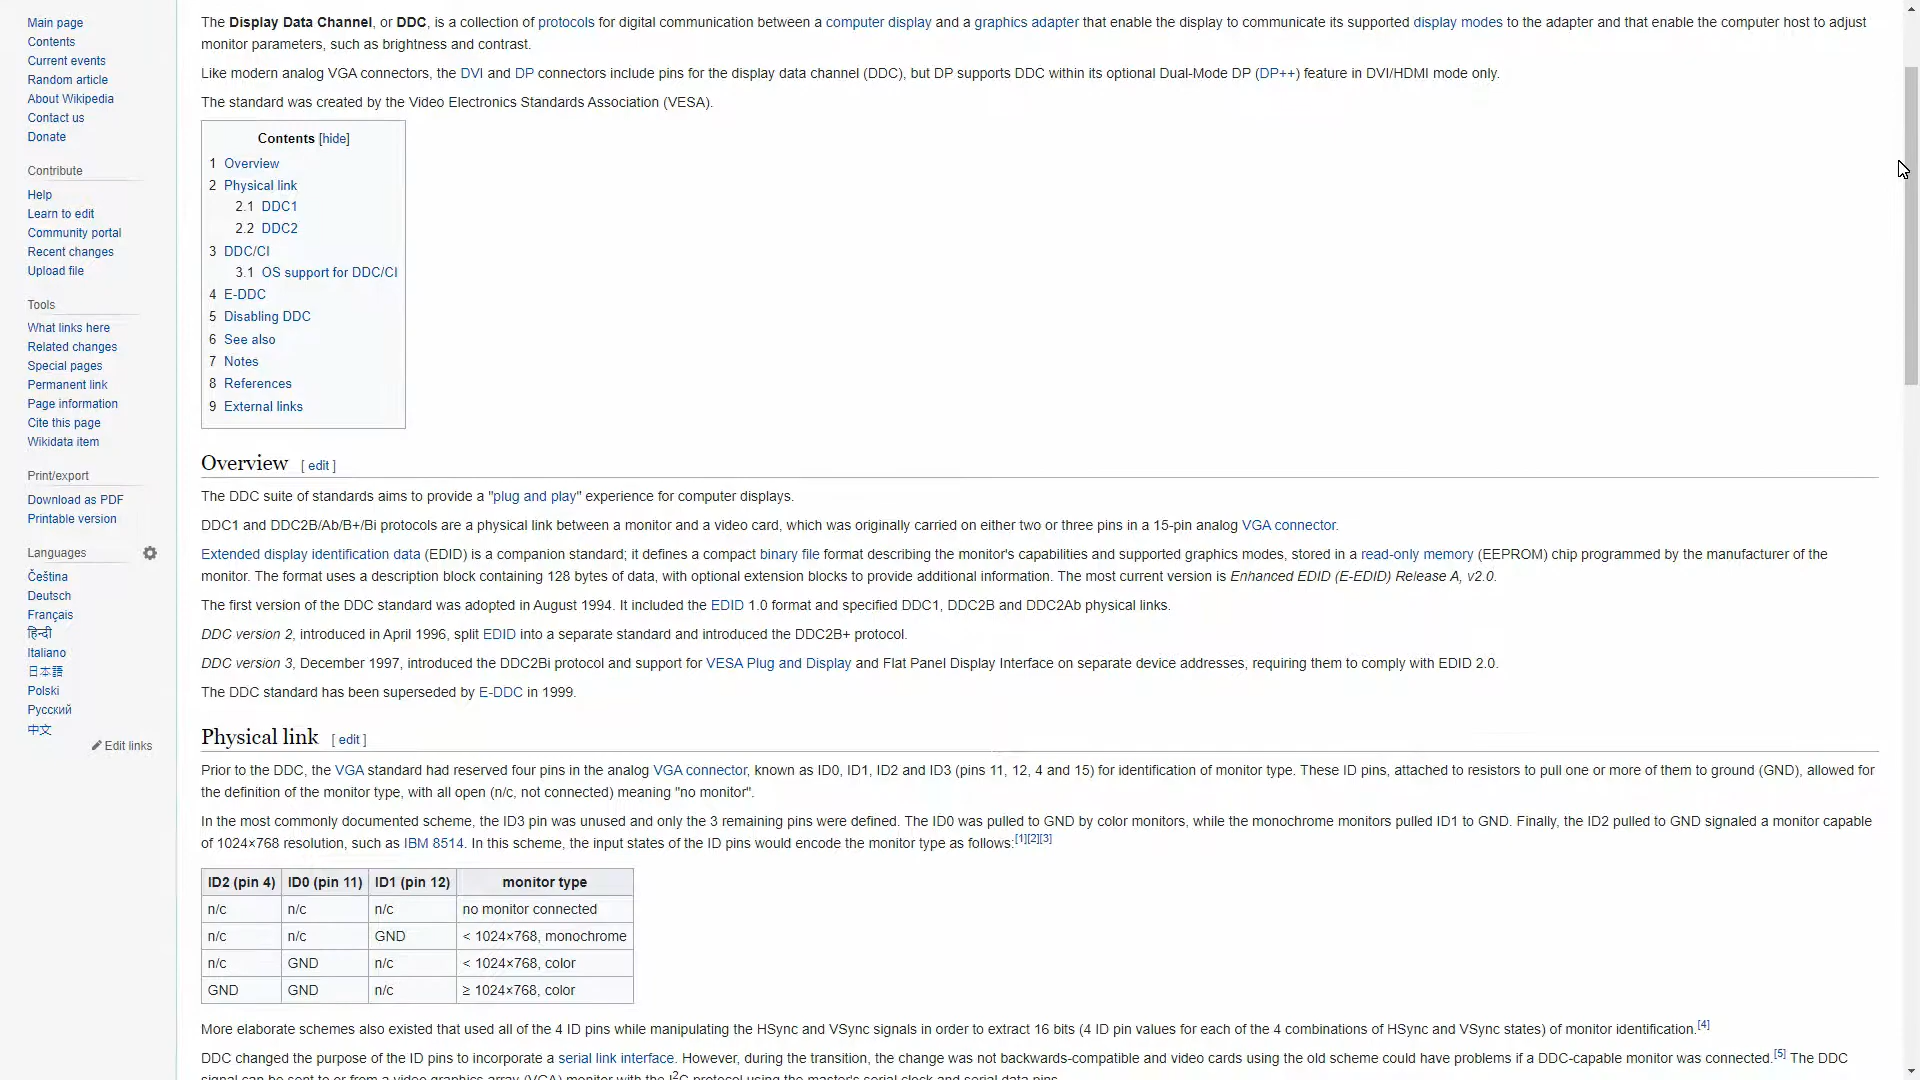 Main page
Contents
Current events
Random article
About Wikipedia
Contact us
Donate
Contribute
Help
Learn to edit
Community portal
Recent changes
Upload file
Tools
What links here
Related changes
Special pages
Permanent link
Page information
Cite this page
Wikidata item
Print/export
Download as PDF
Printable version
Languages
Čeština
Deutsch
Français
हिन्दी
Italiano
日本語
Polski
Русский
中文
Edit links
The Display Data Channel, or DDC, is a collection of protocols for digital communication between a computer display and a graphics adapter that enable the display to communicate its supported display modes to the adapter and that enable the computer host to adjust
monitor parameters, such as brightness and contrast.
Like modern analog VGA connectors, the DVI and DP connectors include pins for the display data channel (DDC), but DP supports DDC within its optional Dual-Mode DP (DP++) feature in DVI/HDMI mode only.
The standard was created by the Video Electronics Standards Association (VESA).
Contents [hide]
1 Overview
2 Physical link
2.1 DDC1
2.2 DDC2
3 DDC/CI
3.1 OS support for DDC/CI
4 E-DDC
5 Disabling DDC
6 See also
7 Notes
8 References
9 External links
Overview [ edit ]
The DDC suite of standards aims to provide a "plug and play" experience for computer displays.
DDC1 and DDC2B/Ab/B+/Bi protocols are a physical link between a monitor and a video card, which was originally carried on either two or three pins in a 15-pin analog VGA connector.
Extended display identification data (EDID) is a companion standard; it defines a compact binary file format describing the monitor's capabilities and supported graphics modes, stored in a read-only memory (EEPROM) chip programmed by the manufacturer of the
monitor. The format uses a description block containing 128 bytes of data, with optional extension blocks to provide additional information. The most current version is Enhanced EDID (E-EDID) Release A, v2.0.
The first version of the DDC standard was adopted in August 1994. It included the EDID 1.0 format and specified DDC1, DDC2B and DDC2Ab physical links.
DDC version 2, introduced in April 1996, split EDID into a separate standard and introduced the DDC2B+ protocol.
DDC version 3, December 1997, introduced the DDC2Bi protocol and support for VESA Plug and Display and Flat Panel Display Interface on separate device addresses, requiring them to comply with EDID 2.0.
The DDC standard has been superseded by E-DDC in 1999.
Physical link [ edit ]
Prior to the DDC, the VGA standard had reserved four pins in the analog VGA connector, known as ID0, ID1, ID2 and ID3 (pins 11, 12, 4 and 15) for identification of monitor type. These ID pins, attached to resistors to pull one or more of them to ground (GND), allowed for
the definition of the monitor type, with all open (n/c, not connected) meaning "no monitor".
In the most commonly documented scheme, the ID3 pin was unused and only the 3 remaining pins were defined. The ID0 was pulled to GND by color monitors, while the monochrome monitors pulled ID1 to GND. Finally, the ID2 pulled to GND signaled a monitor capable
of 1024×768 resolution, such as IBM 8514. In this scheme, the input states of the ID pins would encode the monitor type as follows:[1][2][3]
ID2 (pin 4) ID0 (pin 11) ID1 (pin 12) monitor type
n/c n/c n/c no monitor connected
n/c n/c GND < 1024×768, monochrome
n/c GND n/c < 1024×768, color
GND GND n/c ≥ 1024×768, color
More elaborate schemes also existed that used all of the 4 ID pins while manipulating the HSync and VSync signals in order to extract 16 bits (4 ID pin values for each of the 4 combinations of HSync and VSync states) of monitor identification.[4]
DDC changed the purpose of the ID pins to incorporate a serial link interface. However, during the transition, the change was not backwards-compatible and video cards using the old scheme could have problems if a DDC-capable monitor was connected.[5] The DDC
signal can be sent to or from a video graphics array (VGA) monitor with the I2C protocol using the master's serial clock and serial data pins.